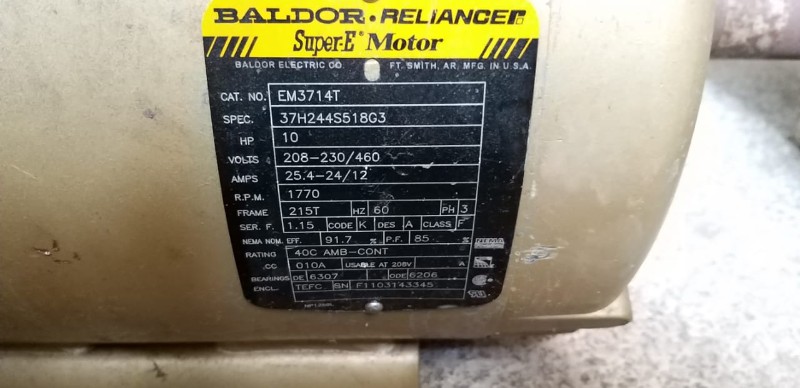 BALDOR·RELIANCE
Super-E® Motor
BALDOR ELECTRIC CO. FT. SMITH, AR, MFG. IN U.S.A.
CAT. NO. EM3714T
SPEC. 37H244S518G3
HP 10
VOLTS 208-230/460
AMPS 25.4-24/12
R.P.M. 1770
FRAME 215T HZ 60 PH 3
SER. F. 1.15 CODE K DES A CLASS F
NEMA NOM. EFF. 91.7 % P.F. 85 %
RATING 40C AMB-CONT
CC 010A USABLE AT 208V A
BEARINGS DE 6307 ODE 6206
ENCL. TEFC SN F1103143345